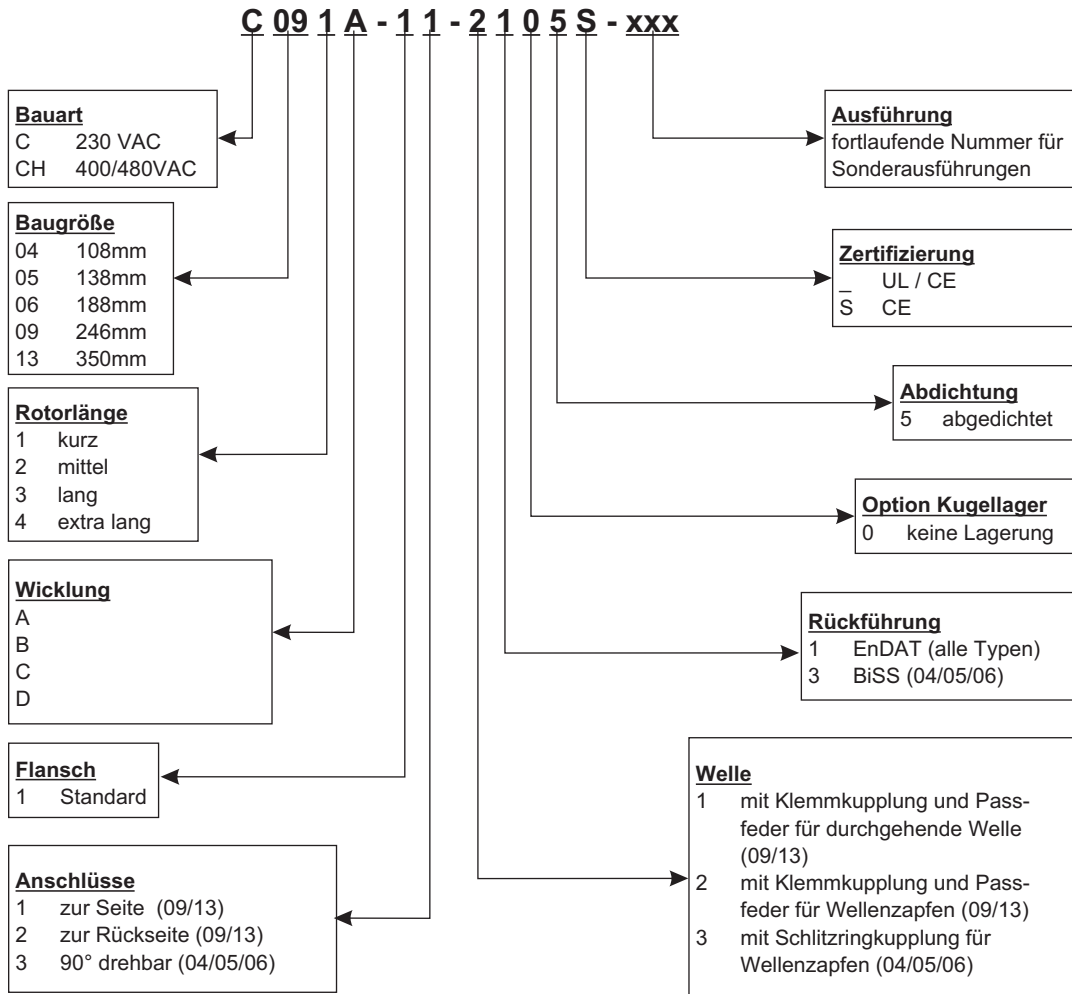 C 09 1 A - 1 1 - 2 1 0 5 S - xxx
Bauart
C 230 VAC
CH 400/480VAC
Baugröße
04 108mm
05 138mm
06 188mm
09 246mm
13 350mm
Rotorlänge
1 kurz
2 mittel
3 lang
4 extra lang
Wicklung
A
B
C
D
Flansch
1 Standard
Anschlüsse
1 zur Seite (09/13)
2 zur Rückseite (09/13)
3 90° drehbar (04/05/06)
Ausführung
fortlaufende Nummer für
Sonderausführungen
Zertifizierung
_ UL / CE
S CE
Abdichtung
5 abgedichtet
Option Kugellager
0 keine Lagerung
Rückführung
1 EnDAT (alle Typen)
3 BiSS (04/05/06)
Welle
1 mit Klemmkupplung und Pass-
feder für durchgehende Welle
(09/13)
2 mit Klemmkupplung und Pass-
feder für Wellenzapfen (09/13)
3 mit Schlitzringkupplung für
Wellenzapfen (04/05/06)